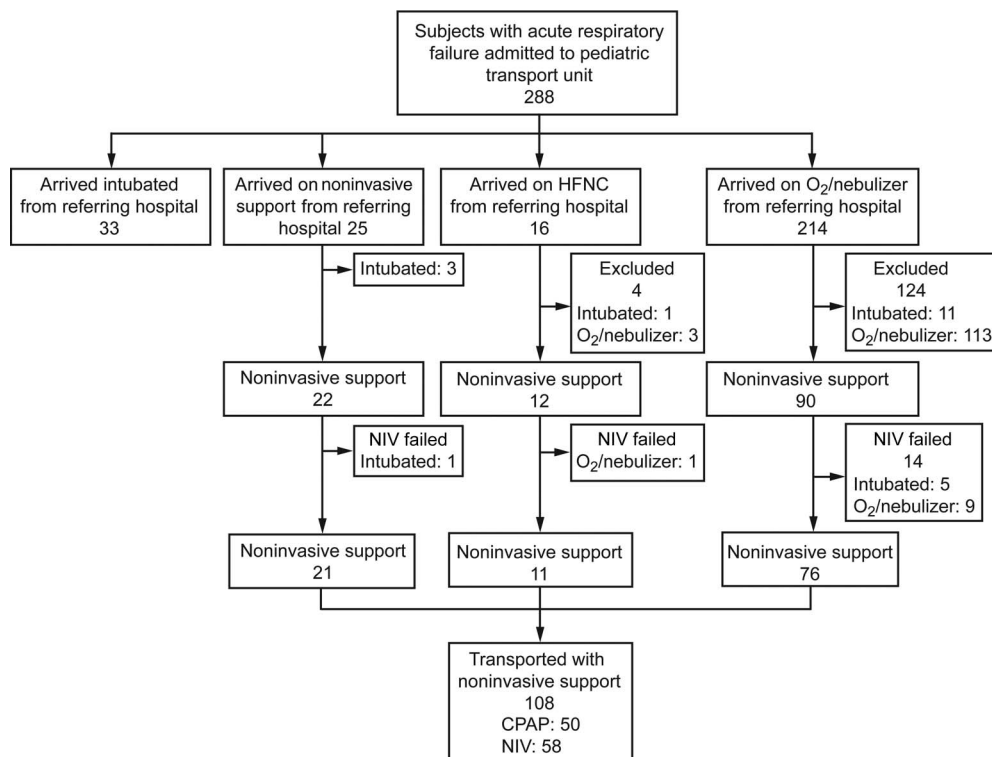 Subjects with acute respiratory
failure admitted to pediatric
transport unit
288
Arrived intubated
from referring hospital
33
Arrived on noninvasive
support from referring
hospital 25
Arrived on HFNC
from referring hospital
16
Arrived on O₂/nebulizer
from referring hospital
214
Intubated: 3
Excluded
4
Intubated: 1
O₂/nebulizer: 3
Excluded
124
Intubated: 11
O₂/nebulizer: 113
Noninvasive support
22
Noninvasive support
12
Noninvasive support
90
NIV failed
Intubated: 1
NIV failed
O₂/nebulizer: 1
NIV failed
14
Intubated: 5
O₂/nebulizer: 9
Noninvasive support
21
Noninvasive support
11
Noninvasive support
76
Transported with
noninvasive support
108
CPAP: 50
NIV: 58